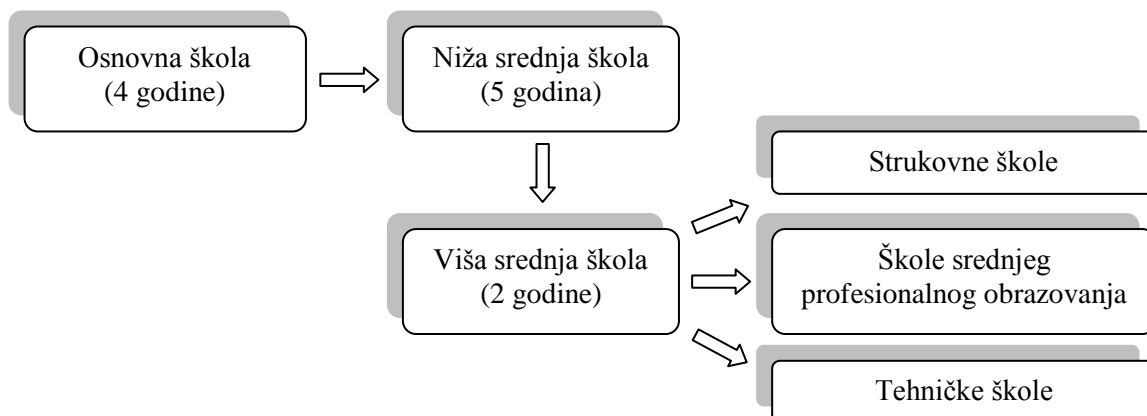 Osnovna škola
(4 godine)
Niža srednja škola
(5 godina)
Viša srednja škola
(2 godine)
Strukovne škole
Škole srednjeg
profesionalnog obrazovanja
Tehničke škole